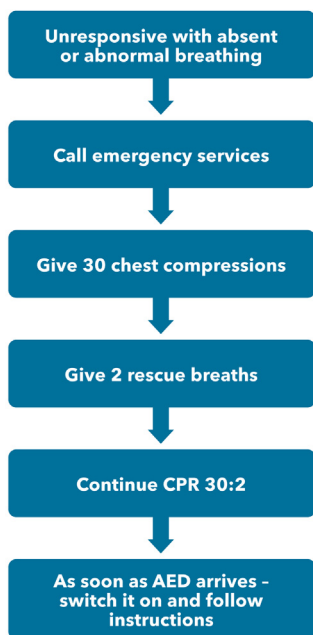 Unresponsive with absent
or abnormal breathing
Call emergency services
Give 30 chest compressions
Give 2 rescue breaths
Continue CPR 30:2
As soon as AED arrives –
switch it on and follow
instructions